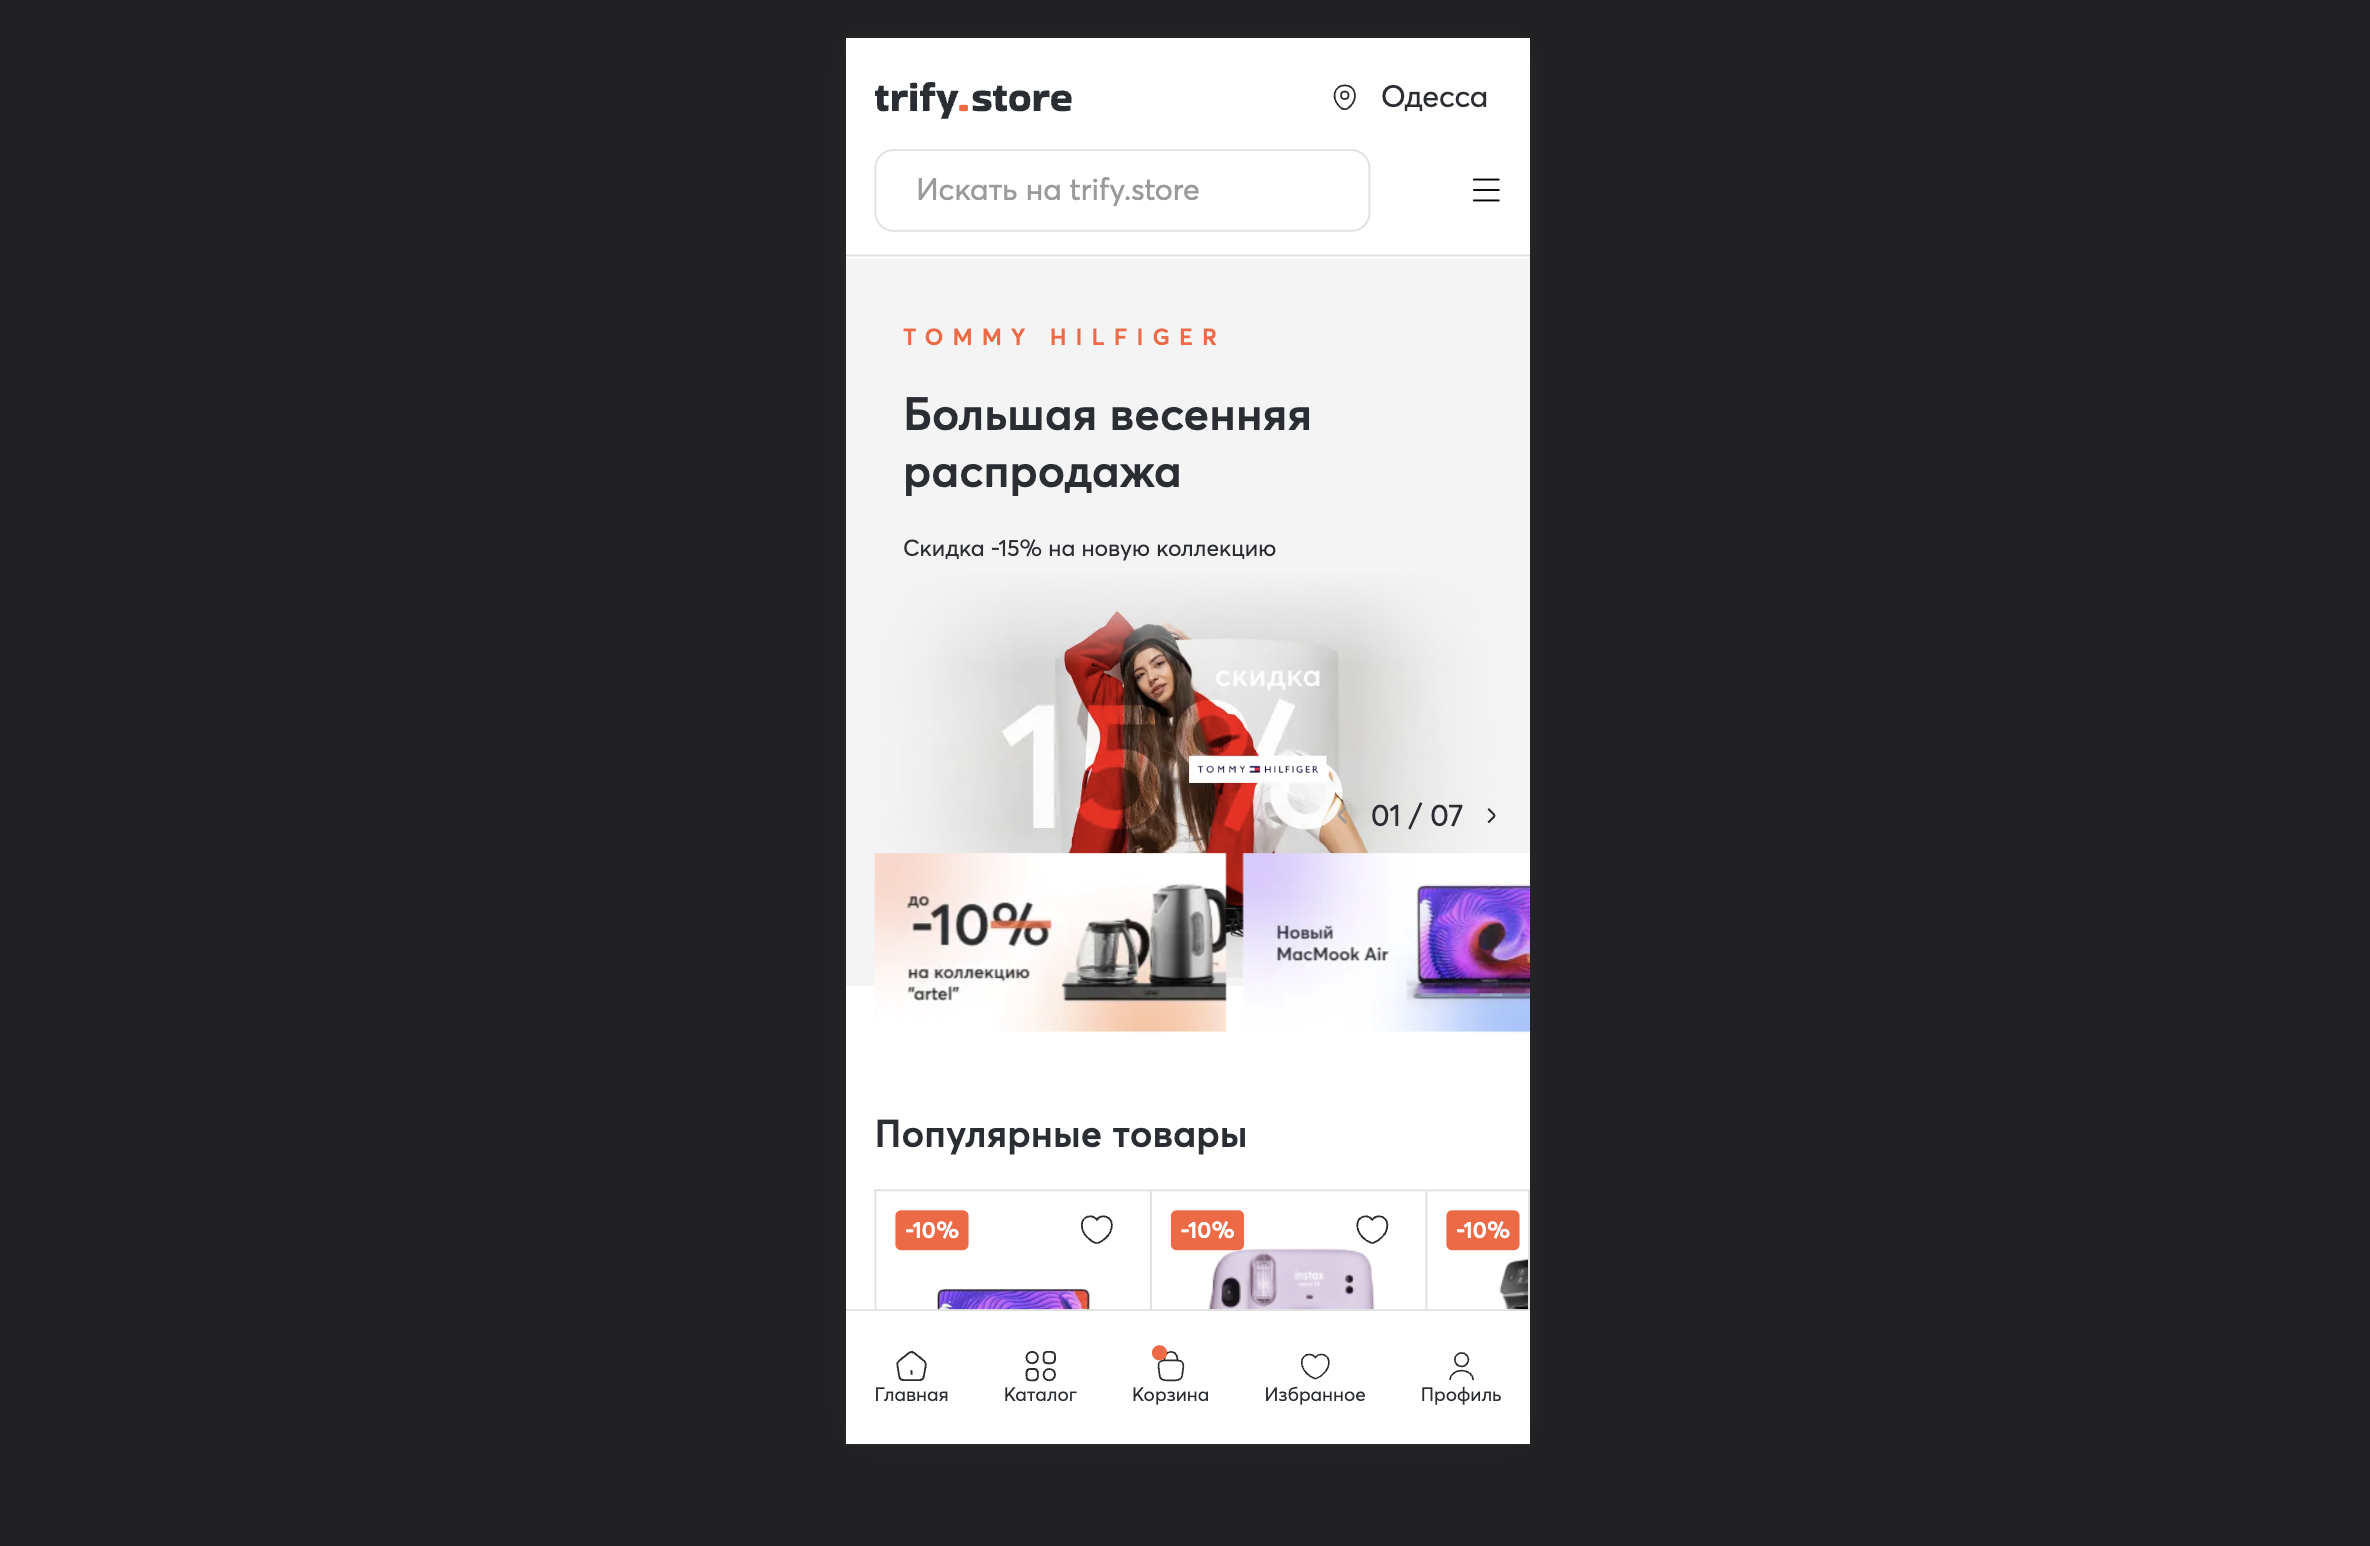 trify.store
Одесса
Искать на trify.store
TOMMY HILFIGER
Большая весенняя
распродажа
Скидка -15% на новую коллекцию
скидка
15%
TOMMY HILFIGER
01 / 07
до
-10%
на коллекцию
"artel"
Новый
MacMook Air
Популярные товары
-10%
-10%
-10%
instax
Главная
Каталог
Корзина
Избранное
Профиль